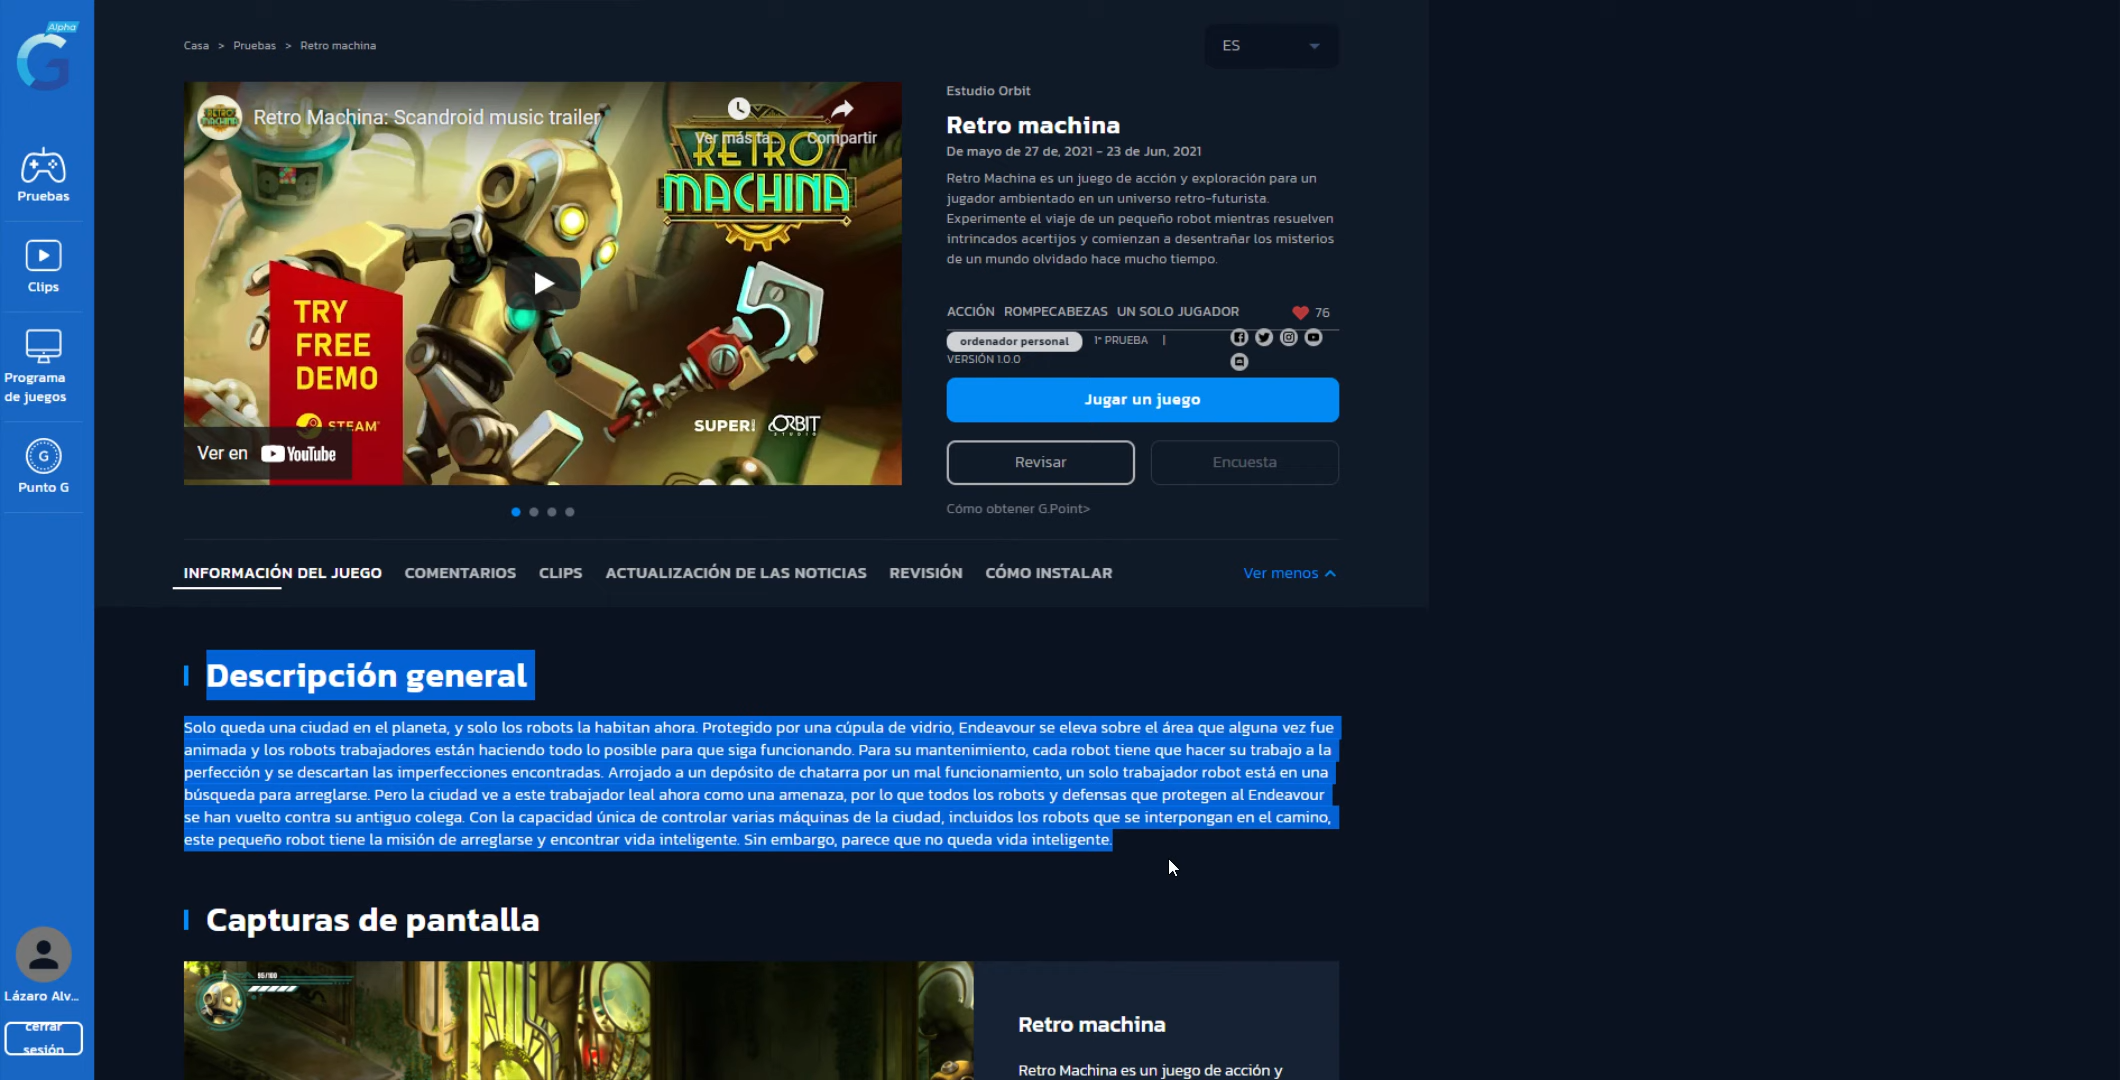 Alpha
G
Pruebas
Clips
Programa
de juegos
G
Punto G
Lázaro Alv...
cerrar
sesión
Casa > Pruebas > Retro machina
ES
Retro Machina: Scandroid music trailer
Ver más ta...
Compartir
RETRO
MACHINA
TRY
FREE
DEMO
STEAM
SUPER!
ORBIT
STUDIO
Ver en YouTube
Estudio Orbit
Retro machina
De mayo de 27 de, 2021 - 23 de Jun, 2021
Retro Machina es un juego de acción y exploración para un
jugador ambientado en un universo retro-futurista.
Experimente el viaje de un pequeño robot mientras resuelven
intrincados acertijos y comienzan a desentrañar los misterios
de un mundo olvidado hace mucho tiempo.
ACCIÓN ROMPECABEZAS UN SOLO JUGADOR 76
ordenador personal 1ª PRUEBA |
VERSIÓN 1.0.0
Jugar un juego
Revisar
Encuesta
Cómo obtener G.Point>
INFORMACIÓN DEL JUEGO COMENTARIOS CLIPS ACTUALIZACIÓN DE LAS NOTICIAS REVISIÓN CÓMO INSTALAR Ver menos
Descripción general
Solo queda una ciudad en el planeta, y solo los robots la habitan ahora. Protegido por una cúpula de vidrio, Endeavour se eleva sobre el área que alguna vez fue
animada y los robots trabajadores están haciendo todo lo posible para que siga funcionando. Para su mantenimiento, cada robot tiene que hacer su trabajo a la
perfección y se descartan las imperfecciones encontradas. Arrojado a un depósito de chatarra por un mal funcionamiento, un solo trabajador robot está en una
búsqueda para arreglarse. Pero la ciudad ve a este trabajador leal ahora como una amenaza, por lo que todos los robots y defensas que protegen al Endeavour
se han vuelto contra su antiguo colega. Con la capacidad única de controlar varias máquinas de la ciudad, incluidos los robots que se interpongan en el camino,
este pequeño robot tiene la misión de arreglarse y encontrar vida inteligente. Sin embargo, parece que no queda vida inteligente.
Capturas de pantalla
95/100
Retro machina
Retro Machina es un juego de acción y